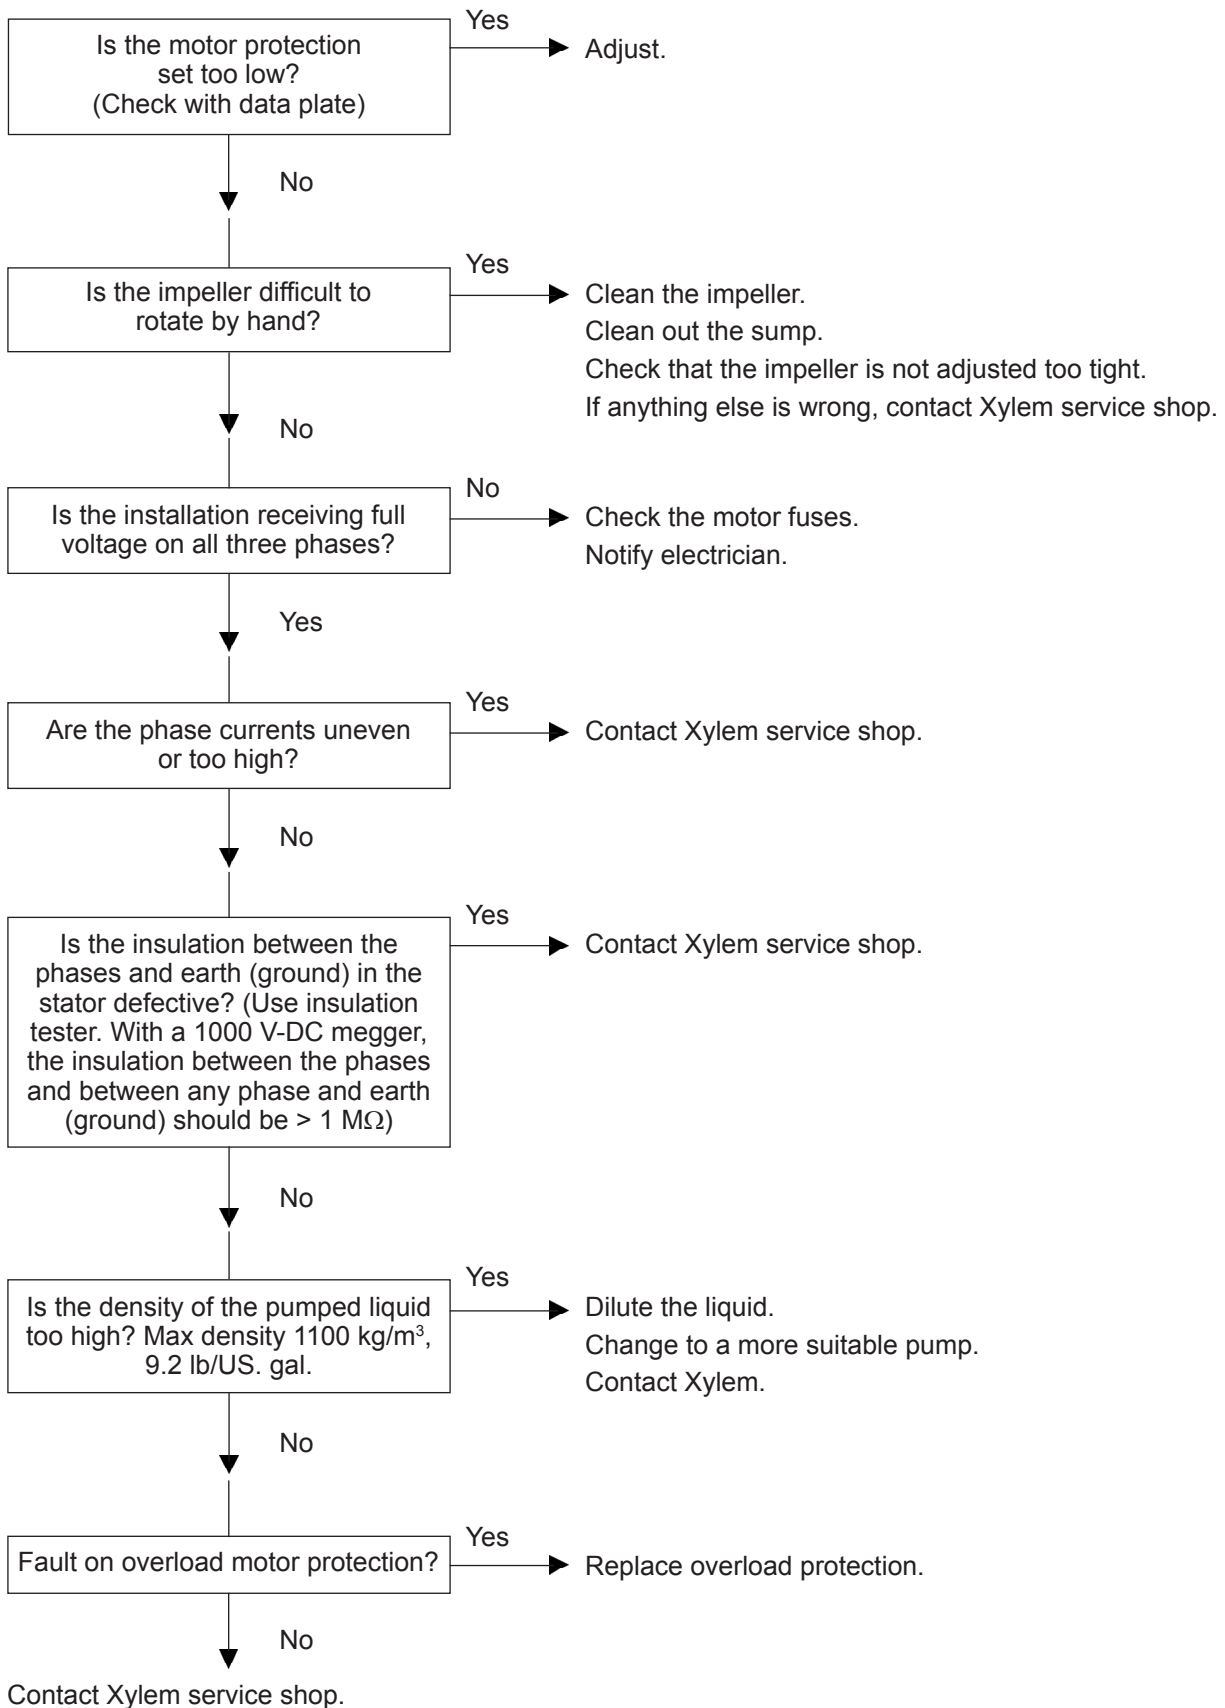 Yes
Is the motor protection
set too low?
(Check with data plate)
Adjust.
No
Yes
Is the impeller difficult to
rotate by hand?
Clean the impeller.
Clean out the sump.
Check that the impeller is not adjusted too tight.
If anything else is wrong, contact Xylem service shop.
No
No
Is the installation receiving full
voltage on all three phases?
Check the motor fuses.
Notify electrician.
Yes
Yes
Are the phase currents uneven
or too high?
Contact Xylem service shop.
No
Yes
Is the insulation between the
phases and earth (ground) in the
stator defective? (Use insulation
tester. With a 1000 V-DC megger,
the insulation between the phases
and between any phase and earth
(ground) should be > 1 MΩ)
Contact Xylem service shop.
No
Yes
Is the density of the pumped liquid
too high? Max density 1100 kg/m³,
9.2 lb/US. gal.
Dilute the liquid.
Change to a more suitable pump.
Contact Xylem.
No
Yes
Fault on overload motor protection?
Replace overload protection.
No
Contact Xylem service shop.